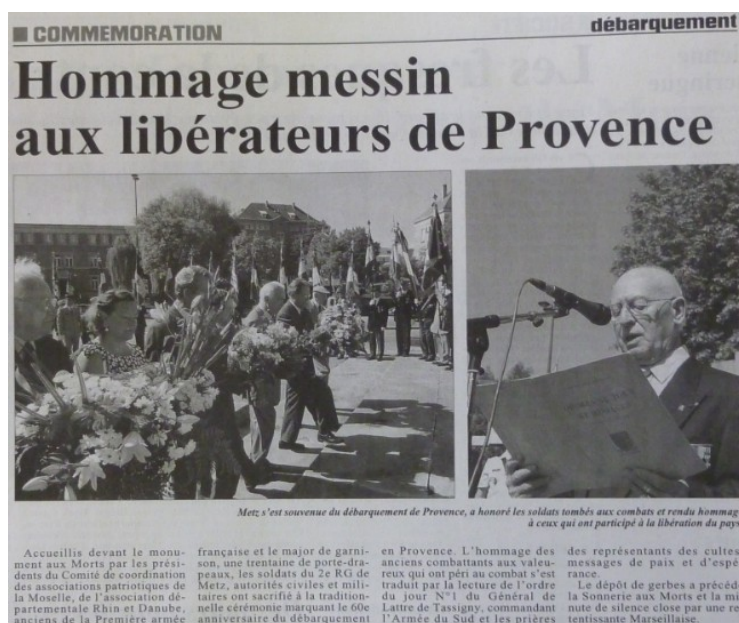 COMMEMORATION
débarquement
Hommage messin
aux libérateurs de Provence
Metz s'est souvenue du débarquement de Provence, a honoré les soldats tombés aux combats et rendu hommag
à ceux qui ont participé à la libération du pays
Accueillis devant le monu-
ment aux Morts par les prési-
dents du Comité de coordination
des associations patriotiques de
la Moselle, de l'association dé-
partementale Rhin et Danube,
anciens de la Première armée
française et le major de garni-
son, une trentaine de porte-dra-
peaux, les soldats du 2e RG de
Metz, autorités civiles et mili-
taires ont sacrifié à la tradition-
nelle cérémonie marquant le 60e
anniversaire du débarquement
en Provence. L'hommage des
anciens combattants aux valeu-
reux qui ont péri au combat s'est
traduit par la lecture de l'ordre
du jour N°1 du Général de
Lattre de Tassigny, commandant
l'Armée du Sud et les prières
des représentants des cultes
messages de paix et d'espé-
rance.
Le dépôt de gerbes a précéd
la Sonnerie aux Morts et la mi
nute de silence close par une re
tentissante Marseillaise.